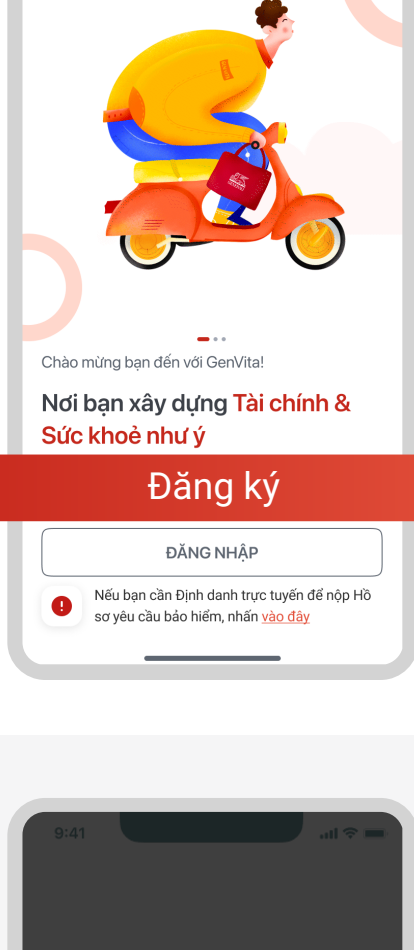 Chào mừng bạn đến với GenVita!
Nơi bạn xây dựng Tài chính &
Sức khoẻ như ý
Đăng ký
ĐĂNG NHẬP
Nếu bạn cần Định danh trực tuyến để nộp Hồ
sơ yêu cầu bảo hiểm, nhấn vào đây
9:41